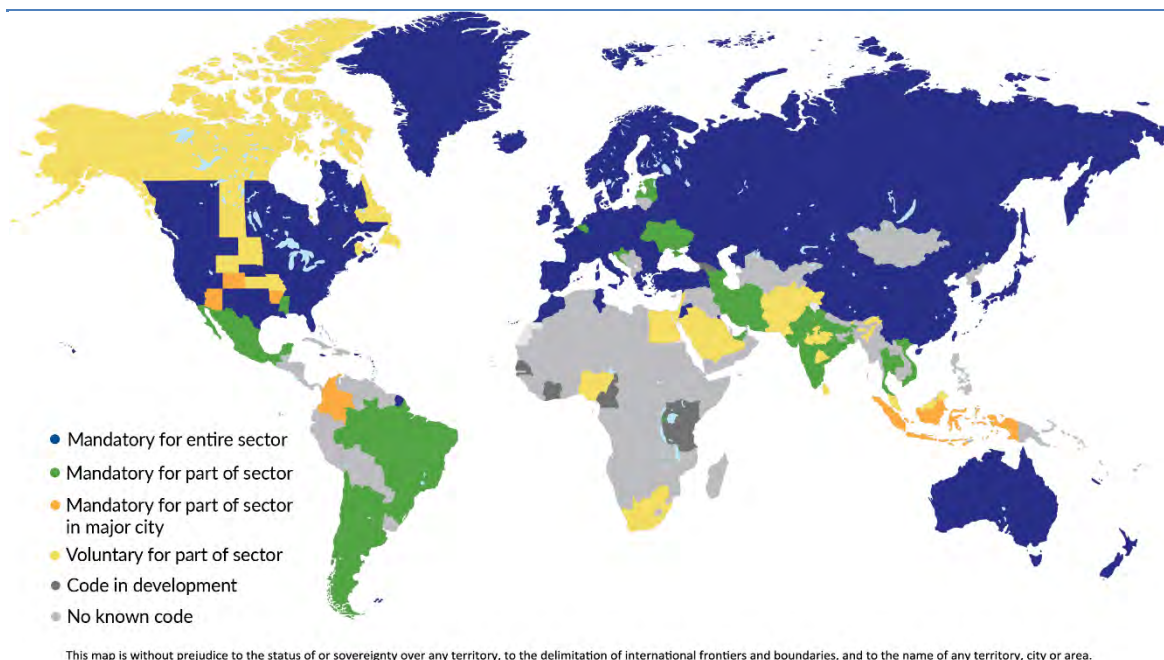 Mandatory for entire sector
Mandatory for part of sector
Mandatory for part of sector
in major city
Voluntary for part of sector
Code in development
No known code
This map is without prejudice to the status of or sovereignty over any territory, to the delimitation of international frontiers and boundaries, and to the name of any territory, city or area.